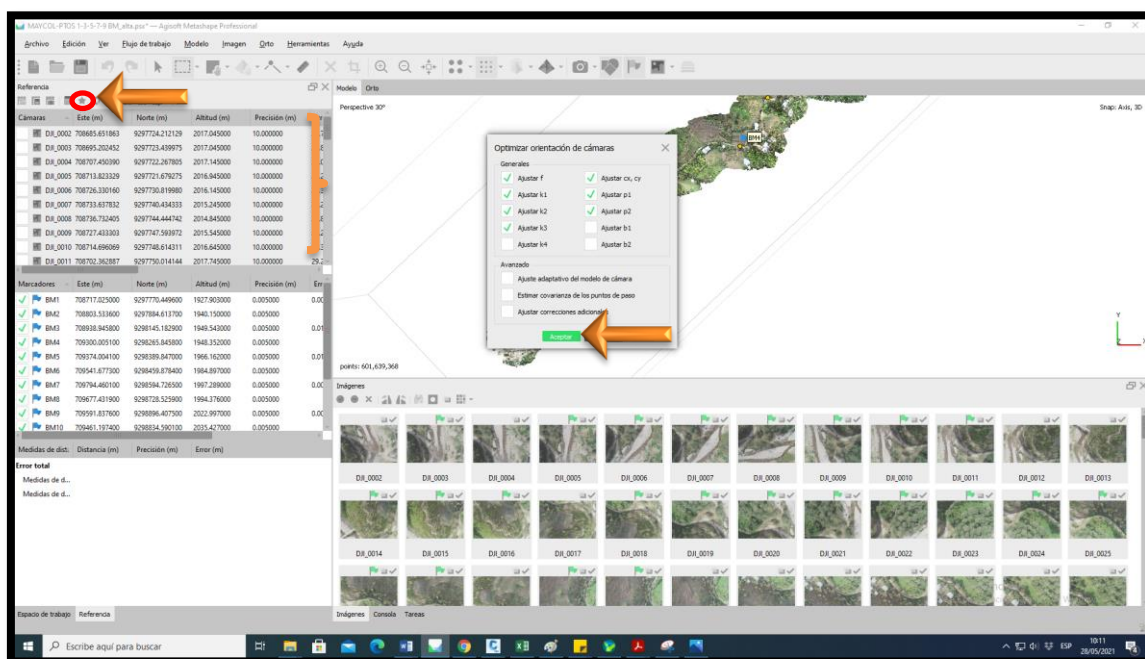 MAYCOL-PTOS 1-3-5-7-9 BM_alta.psx* — Agisoft Metashape Professional
Archivo Edición Ver Flujo de trabajo Modelo Imagen Orto Herramientas Ayuda
Referencia
Modelo Orto
Perspective 30°
Snap: Axis, 3D
Cámaras Este (m) Norte (m) Altitud (m) Precisión (m)
DJI_0002 708685.651863 9297724.212129 2017.045000 10.000000
DJI_0003 708695.202452 9297723.439975 2017.045000 10.000000
DJI_0004 708707.450390 9297722.267805 2017.145000 10.000000
DJI_0005 708713.823329 9297721.679275 2016.945000 10.000000
DJI_0006 708726.330160 9297730.819980 2016.145000 10.000000
DJI_0007 708733.637832 9297740.434333 2015.245000 10.000000
DJI_0008 708736.732405 9297744.444742 2014.845000 10.000000
DJI_0009 708727.433303 9297747.593972 2015.545000 10.000000
DJI_0010 708714.696069 9297748.614311 2016.645000 10.000000
DJI_0011 708702.362887 9297750.014144 2017.745000 10.000000 29.2
Marcadores Este (m) Norte (m) Altitud (m) Precisión (m) Err
BM1 708717.025000 9297770.449600 1927.903000 0.005000 0.00
BM2 708803.533600 9297884.613700 1940.150000 0.005000
BM3 708938.945800 9298145.182900 1949.543000 0.005000 0.01
BM4 709300.005100 9298265.845800 1948.352000 0.005000
BM5 709374.004100 9298389.847000 1966.162000 0.005000 0.01
BM6 709541.677300 9298459.878400 1984.897000 0.005000
BM7 709794.460100 9298594.726500 1997.289000 0.005000 0.00
BM8 709677.431900 9298728.525900 1994.376000 0.005000
BM9 709591.837600 9298896.407500 2022.997000 0.005000 0.00
BM10 709461.197400 9298834.590100 2035.427000 0.005000
Medidas de dist: Distancia (m) Precisión (m) Error (m)
Error total
Medidas de d...
Medidas de d...
BM4
Optimizar orientación de cámaras
Generales
Ajustar f Ajustar cx, cy
Ajustar k1 Ajustar p1
Ajustar k2 Ajustar p2
Ajustar k3 Ajustar b1
Ajustar k4 Ajustar b2
Avanzado
Ajuste adaptativo del modelo de cámara
Estimar covarianza de los puntos de paso
Ajustar correcciones adicionales
Aceptar
Y
X
points: 601,639,368
Imágenes
DJI_0002 DJI_0003 DJI_0004 DJI_0005 DJI_0006 DJI_0007 DJI_0008 DJI_0009 DJI_0010 DJI_0011 DJI_0012 DJI_0013
DJI_0014 DJI_0015 DJI_0016 DJI_0017 DJI_0018 DJI_0019 DJI_0020 DJI_0021 DJI_0022 DJI_0023 DJI_0024 DJI_0025
Espacio de trabajo Referencia
Imágenes Consola Tareas
Escribe aquí para buscar
ESP
10:11
28/05/2021